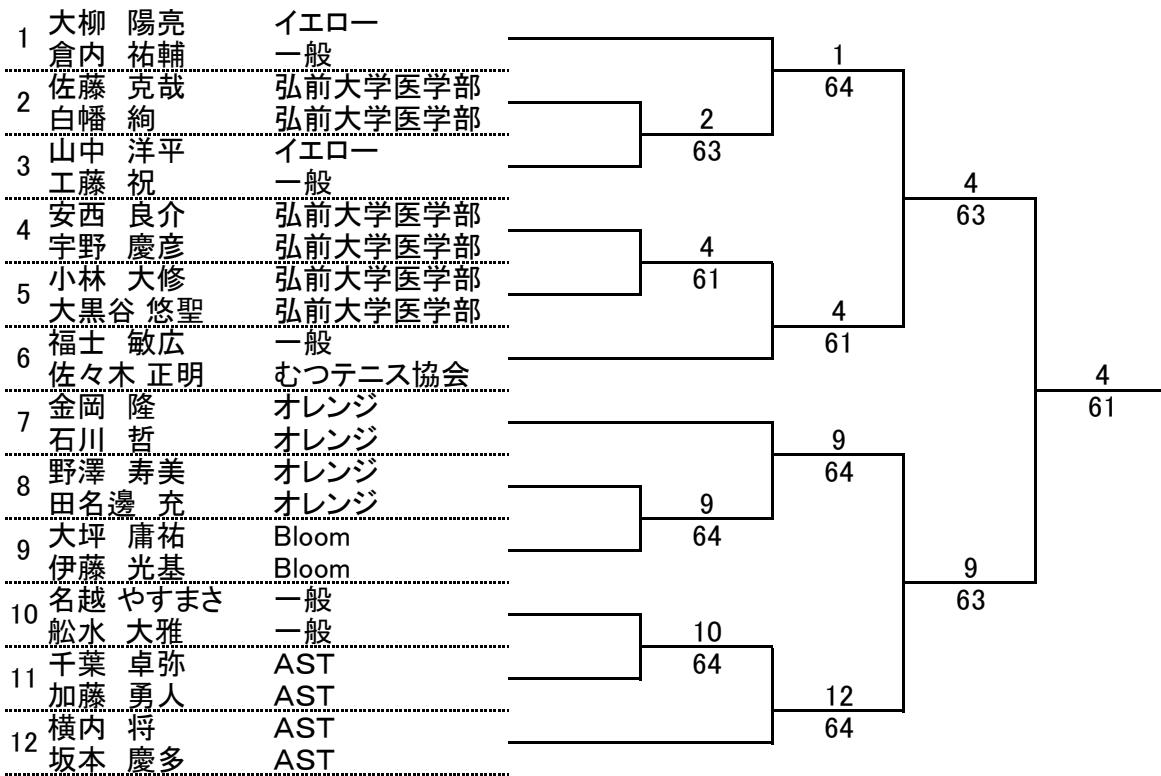 1
大柳 陽亮 イエロー
倉内 祐輔 一般
2
佐藤 克哉 弘前大学医学部
白幡 絢 弘前大学医学部
3
山中 洋平 イエロー
工藤 祝 一般
4
安西 良介 弘前大学医学部
宇野 慶彦 弘前大学医学部
5
小林 大修 弘前大学医学部
大黒谷 悠聖 弘前大学医学部
6
福士 敏広 一般
佐々木 正明 むつテニス協会
7
金岡 隆 オレンジ
石川 哲 オレンジ
8
野澤 寿美 オレンジ
田名邊 充 オレンジ
9
大坪 庸祐 Bloom
伊藤 光基 Bloom
10
名越 やすまさ 一般
舩水 大雅 一般
11
千葉 卓弥 AST
加藤 勇人 AST
12
横内 将 AST
坂本 慶多 AST
2
63
4
61
9
64
10
64
1
64
4
61
9
64
12
64
4
63
9
63
4
61